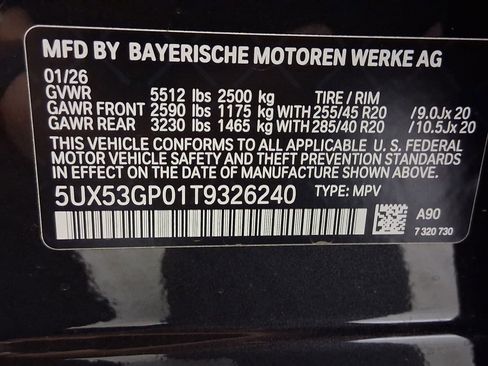 MFD BY BAYERISCHE MOTOREN WERKE AG
01/26
GVWR 5512 lbs 2500 kg TIRE / RIM
GAWR FRONT 2590 lbs 1175 kg WITH 255/45 R20 /9.0Jx 20
GAWR REAR 3230 lbs 1465 kg WITH 285/40 R20 /10.5Jx 20
THIS VEHICLE CONFORMS TO ALL APPLICABLE U. S. FEDERAL
MOTOR VEHICLE SAFETY AND THEFT PREVENTION STANDARDS
IN EFFECT ON THE DATE OF MANUFACTURE SHOWN ABOVE.
5UX53GP01T9326240 TYPE: MPV
A90
7 320 730